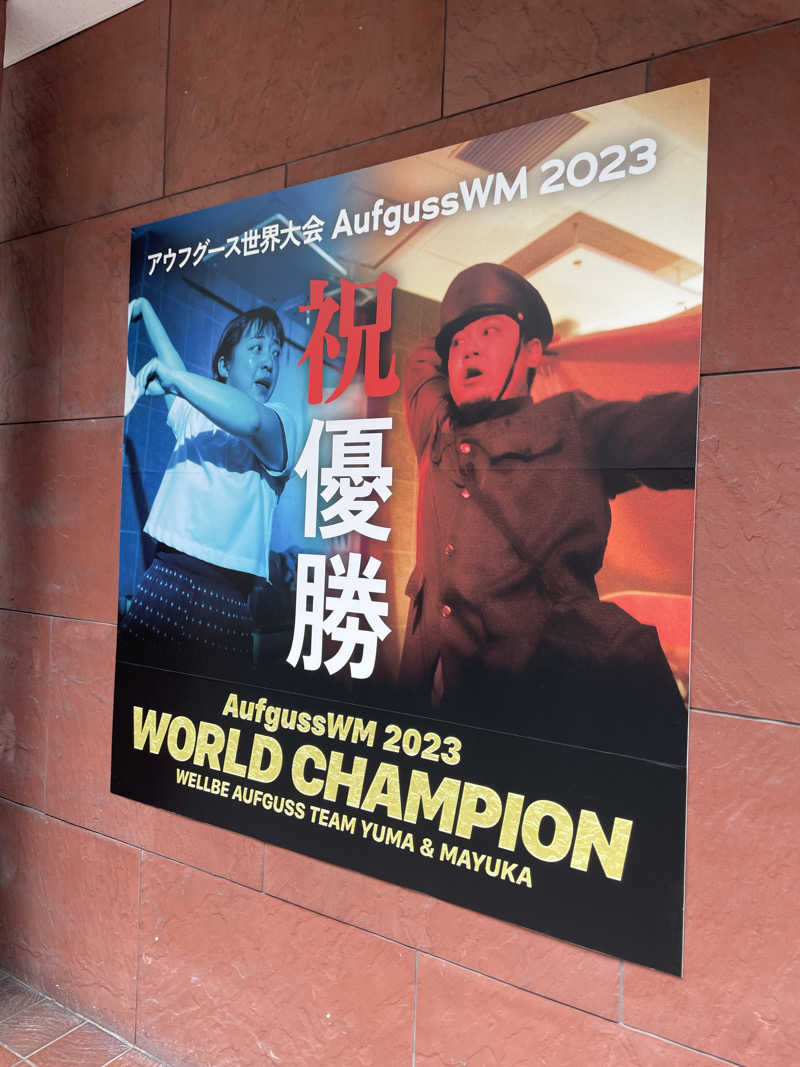 アウフグース世界大会 AufgussWM 2023
祝
優勝
AufgussWM 2023
WORLD CHAMPION
WELLBE AUFGUSS TEAM YUMA & MAYUKA